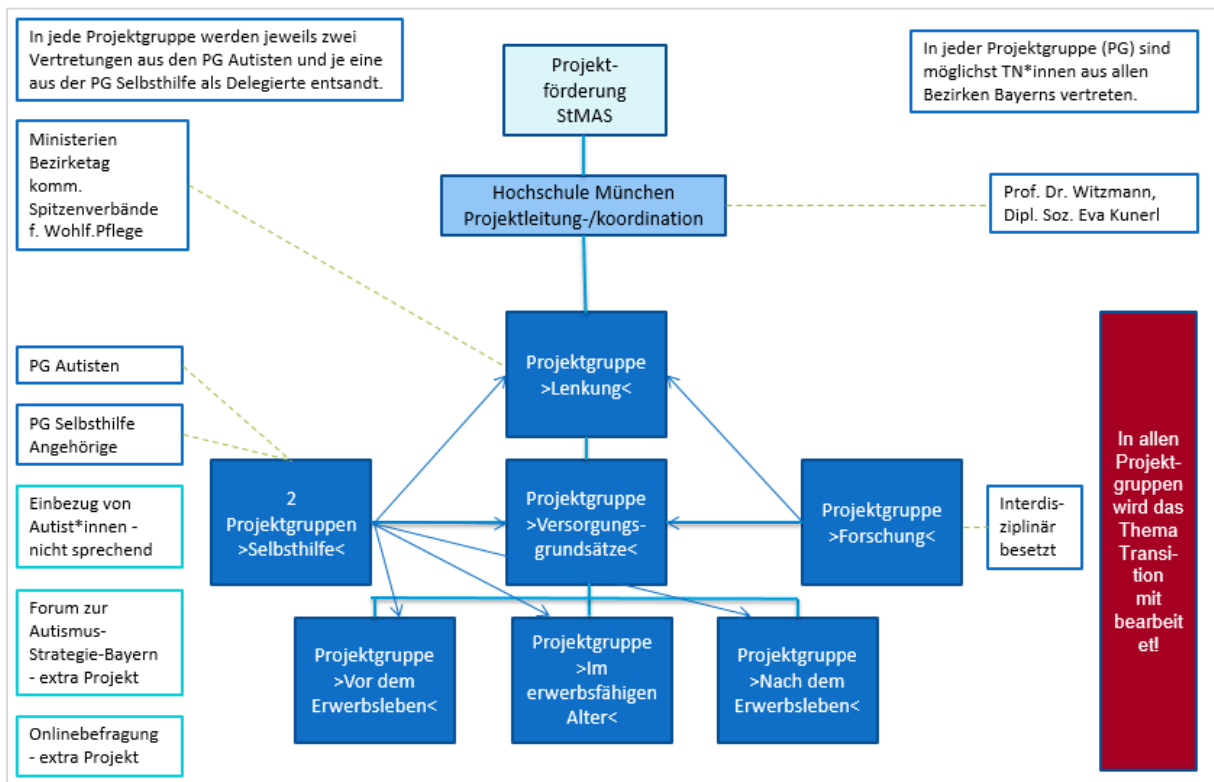 In jede Projektgruppe werden jeweils zwei
Vertretungen aus den PG Autisten und je eine
aus der PG Selbsthilfe als Delegierte entsandt.
Projekt-
förderung
StMAS
In jeder Projektgruppe (PG) sind
möglichst TN*innen aus allen
Bezirken Bayerns vertreten.
Ministerien
Bezirketag
komm.
Spitzenverbände
f. Wohlf.Pflege
Hochschule München
Projektleitung-/koordination
Prof. Dr. Witzmann,
Dipl. Soz. Eva Kunerl
Projektgruppe
>Lenkung<
PG Autisten
PG Selbsthilfe
Angehörige
2
Projektgruppen
>Selbsthilfe<
Projektgruppe
>Versorgungs-
grundsätze<
Projektgruppe
>Forschung<
Interdis-
ziplinär
besetzt
Einbezug von
Autist*innen -
nicht sprechend
Forum zur
Autismus-
Strategie-Bayern
- extra Projekt
Onlinebefragung
- extra Projekt
Projektgruppe
>Vor dem
Erwerbsleben<
Projektgruppe
>Im
erwerbsfähigen
Alter<
Projektgruppe
>Nach dem
Erwerbsleben<
In allen
Projekt-
gruppen
wird das
Thema
Transi-
tion
mit
bearbeit
et!